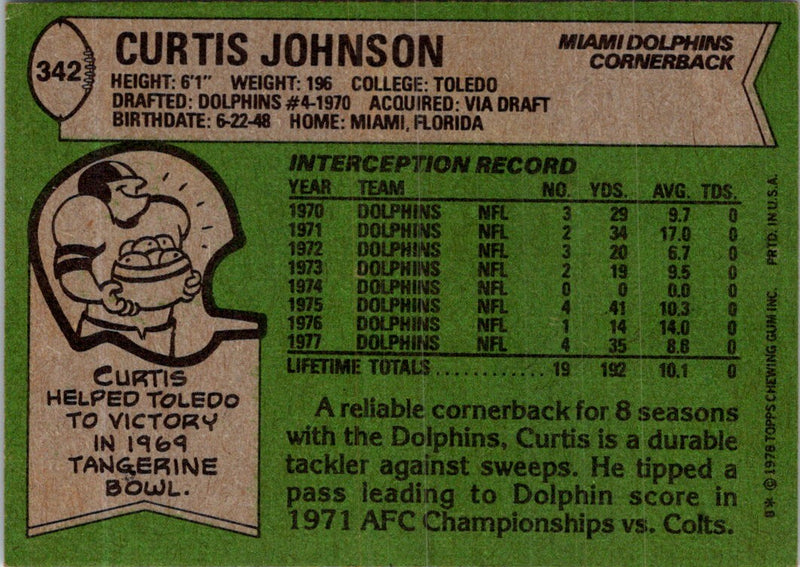 342
CURTIS JOHNSON
MIAMI DOLPHINS
CORNERBACK
HEIGHT: 6'1" WEIGHT: 196 COLLEGE: TOLEDO
DRAFTED: DOLPHINS #4-1970 ACQUIRED: VIA DRAFT
BIRTHDATE: 6-22-48 HOME: MIAMI, FLORIDA
INTERCEPTION RECORD
YEAR TEAM NO. YDS. AVG. TDS.
1970 DOLPHINS NFL 3 29 9.7 0
1971 DOLPHINS NFL 2 34 17.0 0
1972 DOLPHINS NFL 3 20 6.7 0
1973 DOLPHINS NFL 2 19 9.5 0
1974 DOLPHINS NFL 0 0 0.0 0
1975 DOLPHINS NFL 4 41 10.3 0
1976 DOLPHINS NFL 1 14 14.0 0
1977 DOLPHINS NFL 4 35 8.8 0
LIFETIME TOTALS........... 19 192 10.1 0
CURTIS
HELPED TOLEDO
TO VICTORY
IN 1969
TANGERINE
BOWL.
A reliable cornerback for 8 seasons
with the Dolphins, Curtis is a durable
tackler against sweeps. He tipped a
pass leading to Dolphin score in
1971 AFC Championships vs. Colts.
B* © 1978 TOPPS CHEWING GUM INC. PRTD. IN U.S.A.